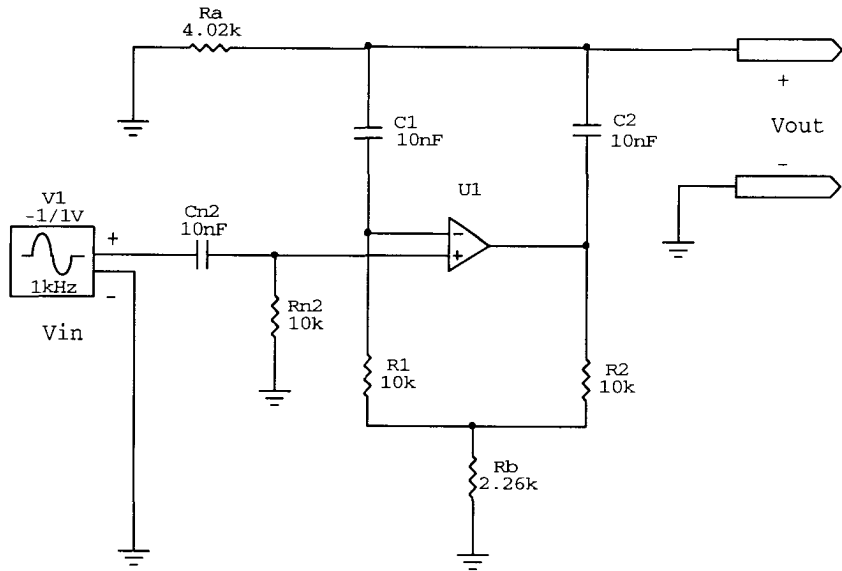 Ra
4.02k
C1
10nF
C2
10nF
+
Vout
-
V1
-1/1V
Cn2
10nF
U1
+
-
+
1kHz
-
Vin
Rn2
10k
R1
10k
R2
10k
Rb
2.26k